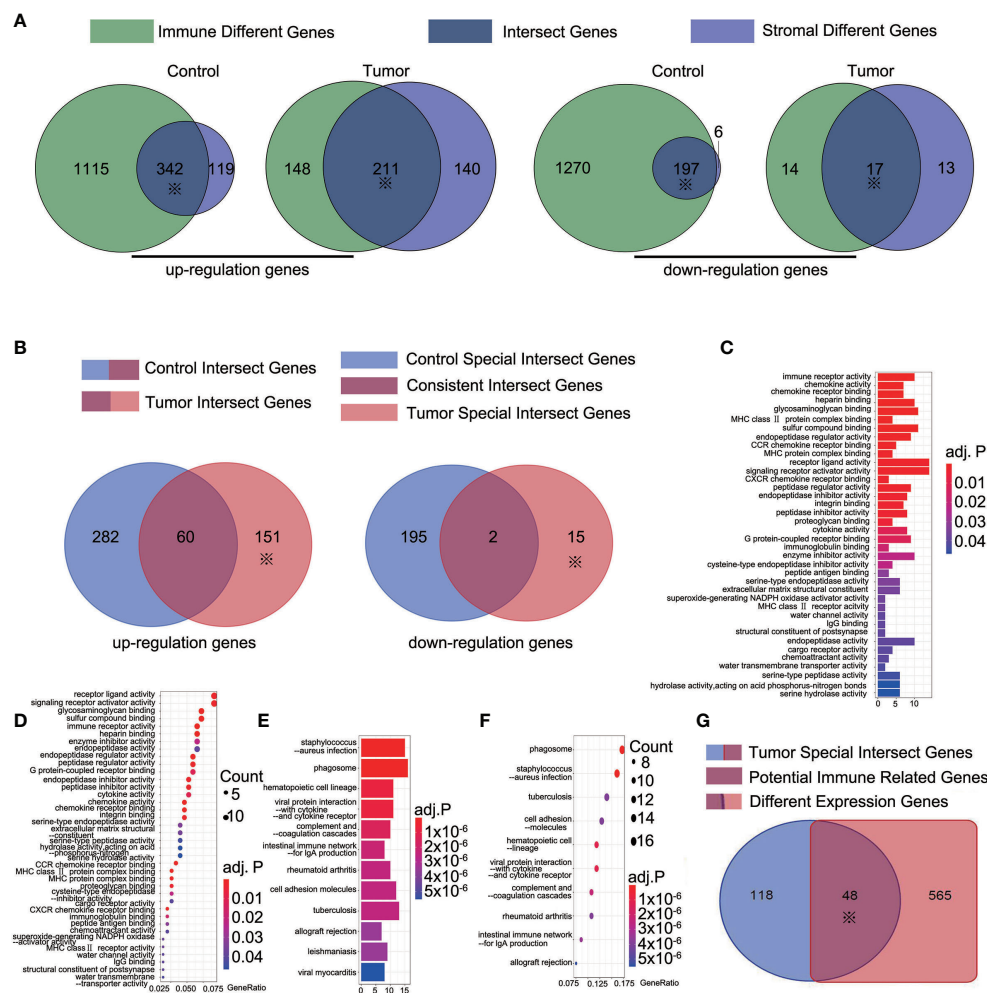 A
Immune Different Genes
Intersect Genes
Stromal Different Genes
Control
Tumor
Control
Tumor
1115
342
※
119
148
211
※
140
1270
197
※
6
14
17
※
13
up-regulation genes
down-regulation genes
B
Control Intersect Genes
Tumor Intersect Genes
Control Special Intersect Genes
Consistent Intersect Genes
Tumor Special Intersect Genes
282
60
151
※
195
2
15
※
up-regulation genes
down-regulation genes
C
immune receptor activity
chemokine activity
chemokine receptor binding
heparin binding
glycosaminoglycan binding
MHC class Ⅱ protein complex binding
sulfur compound binding
endopeptidase regulator activity
CCR chemokine receptor binding
MHC protein complex binding
receptor ligand activity
signaling receptor activator activity
CXCR chemokine receptor binding
peptidase regulator activity
endopeptidase inhibitor activity
integrin binding
peptidase inhibitor activity
proteoglycan binding
cytokine activity
G protein-coupled receptor binding
immunoglobulin binding
enzyme inhibitor activity
cysteine-type endopeptidase inhibitor activity
peptide antigen binding
serine-type endopeptidase activity
extracellular matrix structural constituent
superoxide-generating NADPH oxidase activator activity
MHC class Ⅱ receptor activity
water channel activity
IgG binding
structural constituent of postsynapse
endopeptidase activity
cargo receptor activity
chemoattractant activity
water transmembrane transporter activity
serine-type peptidase activity
hydrolase activity,acting on acid phosphorus-nitrogen bonds
serine hydrolase activity
0 5 10
adj. P
0.01
0.02
0.03
0.04
D
receptor ligand activity
signaling receptor activator activity
glycosaminoglycan binding
sulfur compound binding
immune receptor activity
heparin binding
enzyme inhibitor activity
endopeptidase activity
endopeptidase regulator activity
peptidase regulator activity
G protein-coupled receptor binding
endopeptidase inhibitor activity
peptidase inhibitor activity
cytokine activity
chemokine activity
chemokine receptor binding
integrin binding
serine-type endopeptidase activity
extracellular matrix structural
--constituent
serine-type peptidase activity
hydrolase activity,acting on acid
--phosphorus-nitrogen
serine hydrolase activity
CCR chemokine receptor binding
MHC class Ⅱ protein complex binding
MHC protein complex binding
proteoglycan binding
cysteine-type endopeptidase
--inhibitor activity
cargo receptor activity
CXCR chemokine receptor binding
immunoglobulin binding
peptide antigen binding
chemoattractant activity
superoxide-generating NADPH oxidase
--activator activity
MHC class Ⅱ receptor activity
water channel activity
IgG binding
structural constituent of postsynapse
water transmembrane
--transporter activity
0.025 0.050 0.075
GeneRatio
Count
5
10
adj. P
0.01
0.02
0.03
0.04
E
staphylococcus
--aureus infection
phagosome
hematopoietic cell lineage
viral protein interaction
--with cytokine
--and cytokine receptor
complement and
--coagulation cascades
intestinal immune network
--for IgA production
rheumatoid arthritis
cell adhesion molecules
tuberculosis
allograft rejection
leishmaniasis
viral myocarditis
0 5 10 15
adj.P
1x10⁻⁶
2x10⁻⁶
3x10⁻⁶
4x10⁻⁶
5x10⁻⁶
F
phagosome
staphylococcus
--aureus infection
tuberculosis
cell adhesion
--molecules
hematopoietic cell
--lineage
viral protein interaction
--with cytokine
--and cytokine receptor
complement and
--coagulation cascades
rheumatoid arthritis
intestinal immune network
--for IgA production
allograft rejection
0.075 0.125 0.175
GeneRatio
Count
8
10
12
14
16
adj.P
1x10⁻⁶
2x10⁻⁶
3x10⁻⁶
4x10⁻⁶
5x10⁻⁶
G
Tumor Special Intersect Genes
Potential Immune Related Genes
Different Expression Genes
118
48
※
565